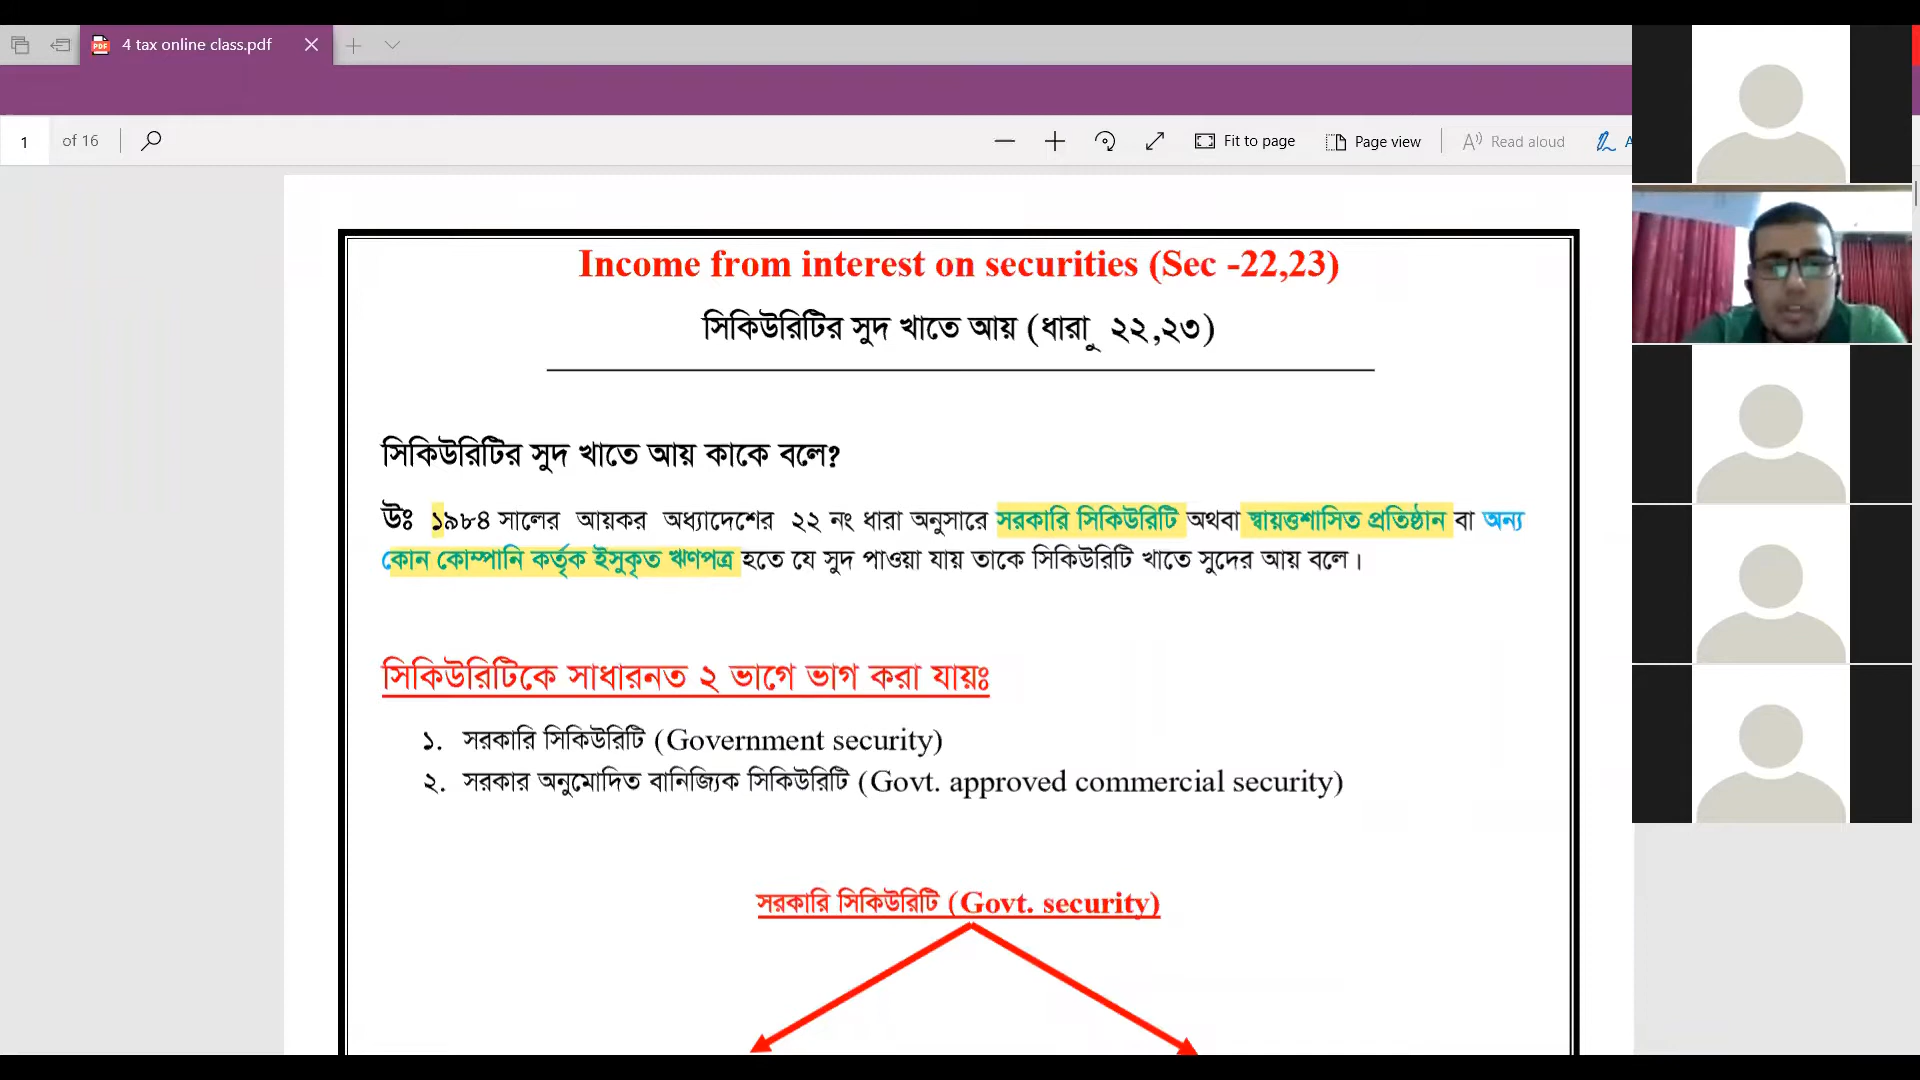 4 tax online class.pdf
1 of 16 Fit to page Page view Read aloud
Income from interest on securities (Sec -22,23)
সিকিউরিটির সুদ খাতে আয় (ধারাু ২২,২৩)
সিকিউরিটির সুদ খাতে আয় কাকে বলে?
উঃ ১৯৮৪ সালের আয়কর অধ্যাদেশের ২২ নং ধারা অনুসারে সরকারি সিকিউরিটি অথবা স্বায়ত্তশাসিত প্রতিষ্ঠান বা অন্য
কোন কোম্পানি কর্তৃক ইসুকৃত ঋণপত্র হতে যে সুদ পাওয়া যায় তাকে সিকিউরিটি খাতে সুদের আয় বলে।
সিকিউরিটিকে সাধারনত ২ ভাগে ভাগ করা যায়ঃ
১. সরকারি সিকিউরিটি (Government security)
২. সরকার অনুমোদিত বানিজ্যিক সিকিউরিটি (Govt. approved commercial security)
সরকারি সিকিউরিটি (Govt. security)